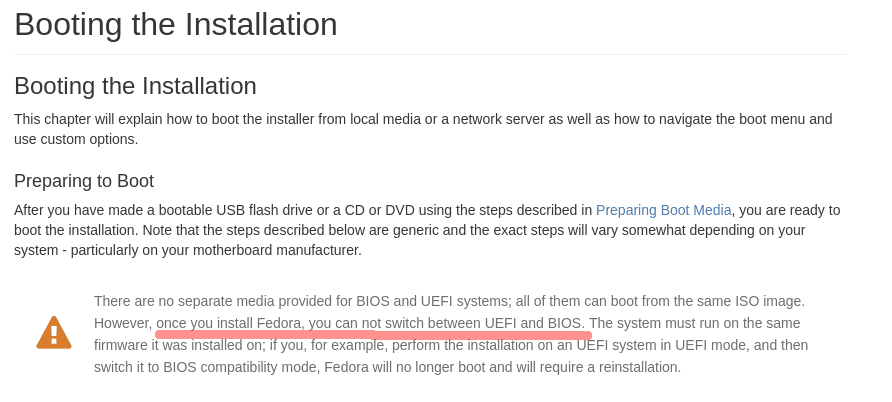 Booting the Installation
Booting the Installation
This chapter will explain how to boot the installer from local media or a network server as well as how to navigate the boot menu and
use custom options.
Preparing to Boot
After you have made a bootable USB flash drive or a CD or DVD using the steps described in Preparing Boot Media, you are ready to
boot the installation. Note that the steps described below are generic and the exact steps will vary somewhat depending on your
system - particularly on your motherboard manufacturer.
There are no separate media provided for BIOS and UEFI systems; all of them can boot from the same ISO image.
However, once you install Fedora, you can not switch between UEFI and BIOS. The system must run on the same
firmware it was installed on; if you, for example, perform the installation on an UEFI system in UEFI mode, and then
switch it to BIOS compatibility mode, Fedora will no longer boot and will require a reinstallation.